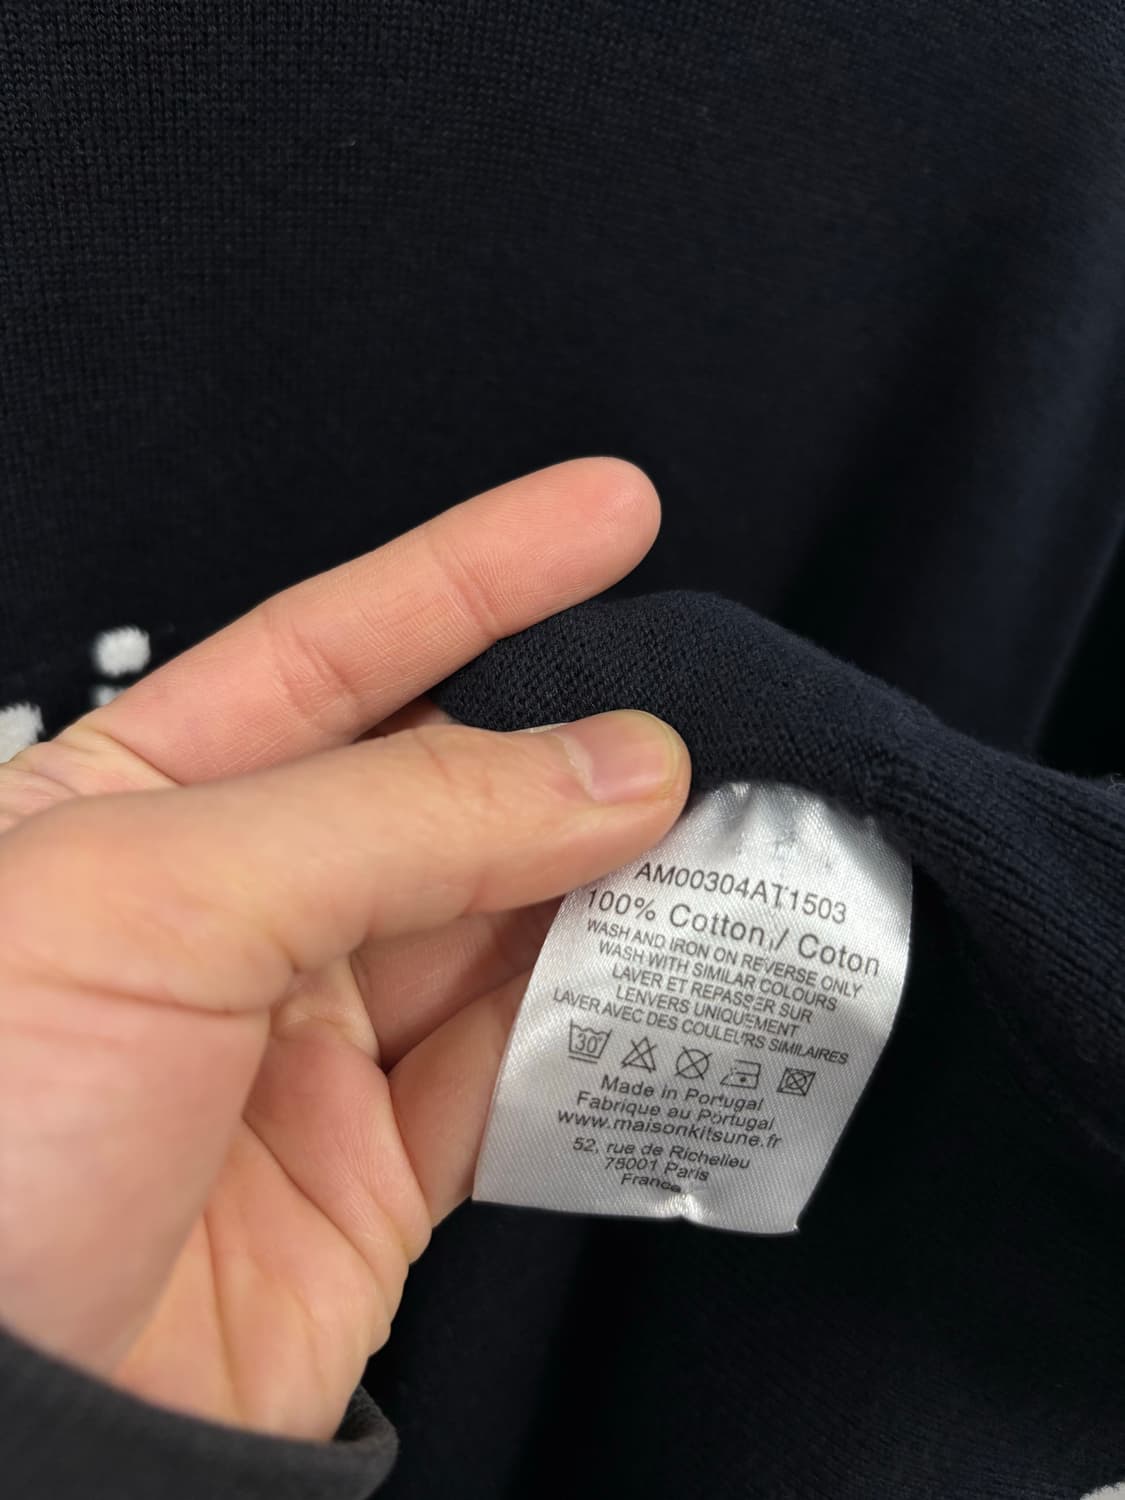 AM00304AT1503
100% Cotton / Coton
WASH AND IRON ON REVERSE ONLY
WASH WITH SIMILAR COLOURS
LAVER ET REPASSER SUR
LENVERS UNIQUEMENT
LAVER AVEC DES COULEURS SIMILAIRES
30°
Made in Portugal
Fabrique au Portugal
www.maisonkitsune.fr
52, rue de Richelieu
75001 Paris
France